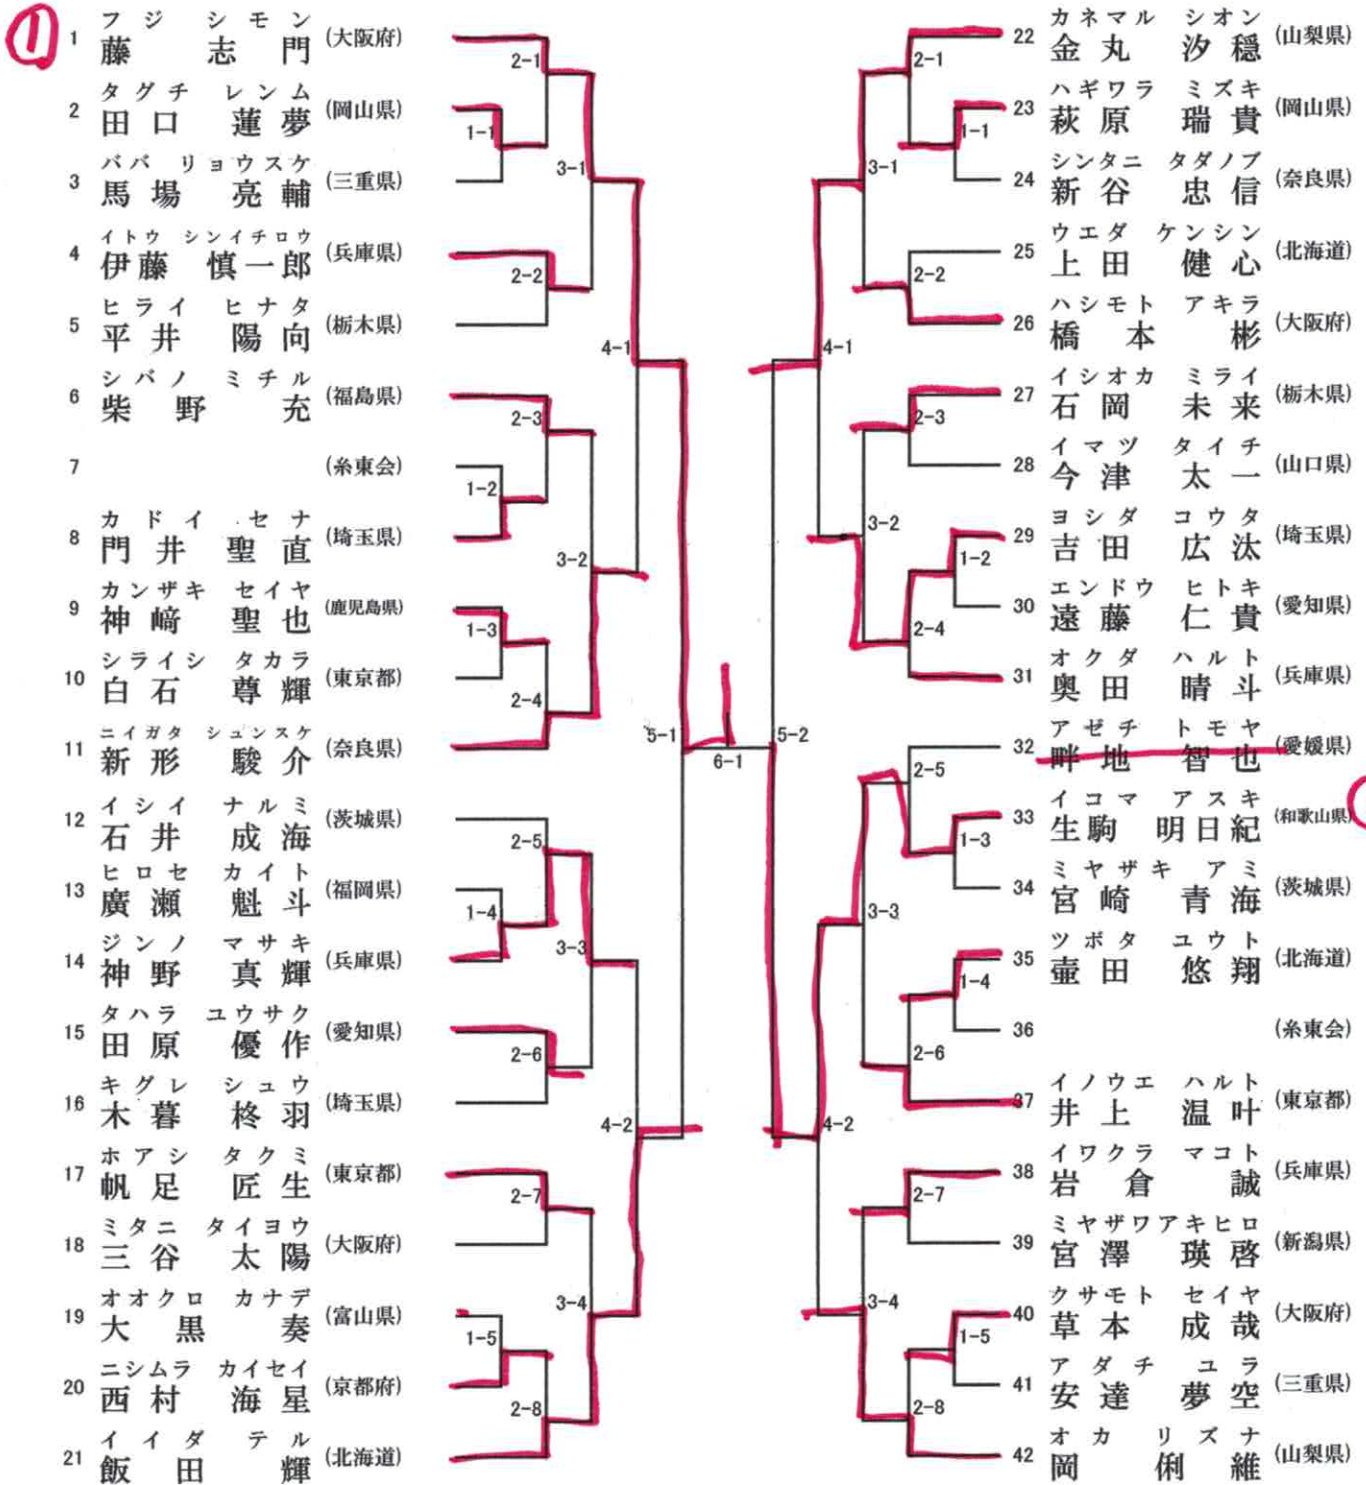 ①
フジ シモン
1 藤 志門 (大阪府)
タグチ レンム
2 田口 蓮夢 (岡山県)
ババ リョウスケ
3 馬場 亮輔 (三重県)
イトウ シンイチロウ
4 伊藤 慎一郎 (兵庫県)
ヒライ ヒナタ
5 平井 陽向 (栃木県)
シバノ ミチル
6 柴野 充 (福島県)
7 (糸東会)
カドイ セナ
8 門井 聖直 (埼玉県)
カンザキ セイヤ
9 神﨑 聖也 (鹿児島県)
シライシ タカラ
10 白石 尊輝 (東京都)
ニイガタ シュンスケ
11 新形 駿介 (奈良県)
イシイ ナルミ
12 石井 成海 (茨城県)
ヒロセ カイト
13 廣瀬 魁斗 (福岡県)
ジンノ マサキ
14 神野 真輝 (兵庫県)
タハラ ユウサク
15 田原 優作 (愛知県)
キグレ シュウ
16 木暮 柊羽 (埼玉県)
ホアシ タクミ
17 帆足 匠生 (東京都)
ミタニ タイヨウ
18 三谷 太陽 (大阪府)
オオクロ カナデ
19 大黒 奏 (富山県)
ニシムラ カイセイ
20 西村 海星 (京都府)
イイダ テル
21 飯田 輝 (北海道)
1-1
1-2
1-3
1-4
1-5
2-1
2-2
2-3
2-4
2-5
2-6
2-7
2-8
3-1
3-2
3-3
3-4
4-1
4-2
5-1
6-1
5-2
4-1
4-2
3-1
3-2
3-3
3-4
2-1
2-2
2-3
2-4
2-5
2-6
2-7
2-8
1-1
1-2
1-3
1-4
1-5
カネマル シオン
22 金丸 汐穏 (山梨県)
ハギワラ ミズキ
23 萩原 瑞貴 (岡山県)
シンタニ タダノブ
24 新谷 忠信 (奈良県)
ウエダ ケンシン
25 上田 健心 (北海道)
ハシモト アキラ
26 橋本 彬 (大阪府)
イシオカ ミライ
27 石岡 未来 (栃木県)
イマヅ タイチ
28 今津 太一 (山口県)
ヨシダ コウタ
29 吉田 広汰 (埼玉県)
エンドウ ヒトキ
30 遠藤 仁貴 (愛知県)
オクダ ハルト
31 奥田 晴斗 (兵庫県)
アゼチ トモヤ
32 畔地 智也 (愛媛県)
イコマ アスキ
33 生駒 明日紀 (和歌山県)
ミヤザキ アミ
34 宮崎 青海 (茨城県)
ツボタ ユウト
35 壷田 悠翔 (北海道)
36 (糸東会)
イノウエ ハルト
37 井上 温叶 (東京都)
イワクラ マコト
38 岩倉 誠 (兵庫県)
ミヤザワアキヒロ
39 宮澤 瑛啓 (新潟県)
クサモト セイヤ
40 草本 成哉 (大阪府)
アダチ ユラ
41 安達 夢空 (三重県)
オカ リズナ
42 岡 俐維 (山梨県)